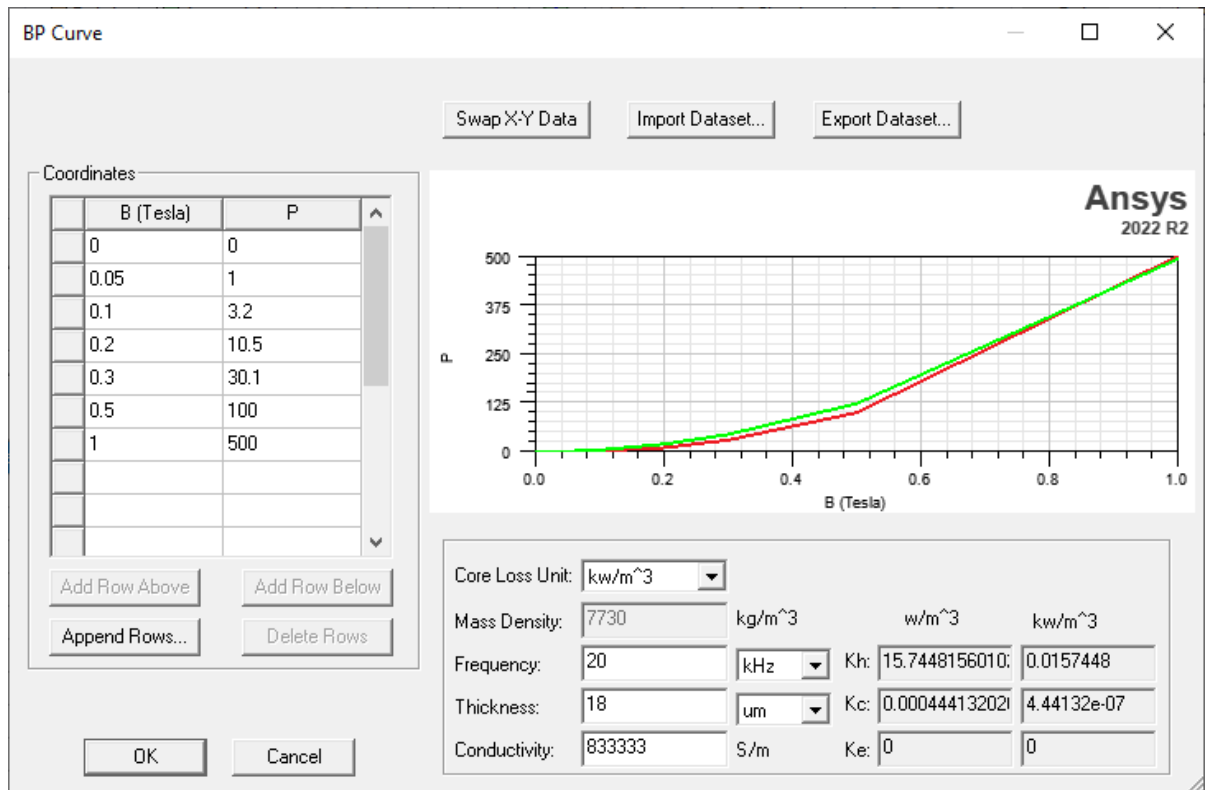 BP Curve
Swap X-Y Data Import Dataset... Export Dataset...
Coordinates
B (Tesla) P
0 0
0.05 1
0.1 3.2
0.2 10.5
0.3 30.1
0.5 100
1 500
Add Row Above Add Row Below
Append Rows... Delete Rows
OK Cancel
Ansys
2022 R2
500
375
250
125
0
P
0.0 0.2 0.4 0.6 0.8 1.0
B (Tesla)
Core Loss Unit: kw/m^3
Mass Density: 7730 kg/m^3 w/m^3 kw/m^3
Frequency: 20 kHz Kh: 15.7448156010 0.0157448
Thickness: 18 um Kc: 0.0004441320 4.44132e-07
Conductivity: 833333 S/m Ke: 0 0